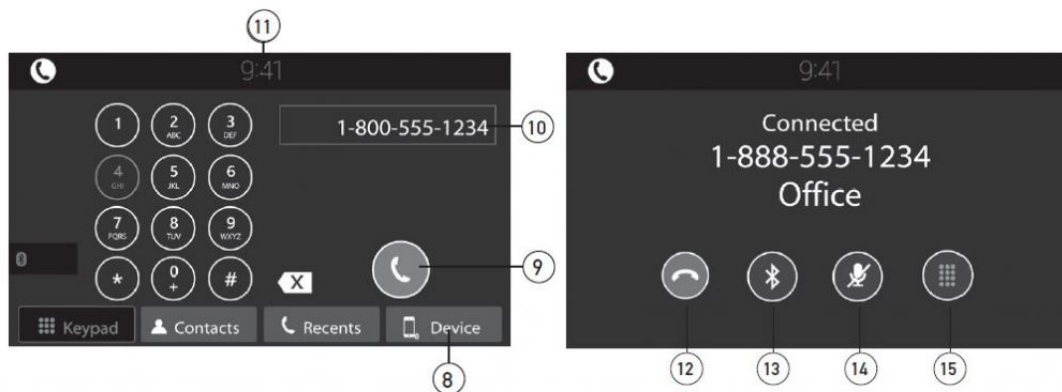 11
9:41
1
2
ABC
3
DEF
1-800-555-1234
10
4
GHI
5
JKL
6
MNO
7
PQRS
8
TUV
9
WXYZ
*
0
+
#
X
9
Keypad
Contacts
Recents
Device
8
9:41
Connected
1-888-555-1234
Office
12
13
14
15